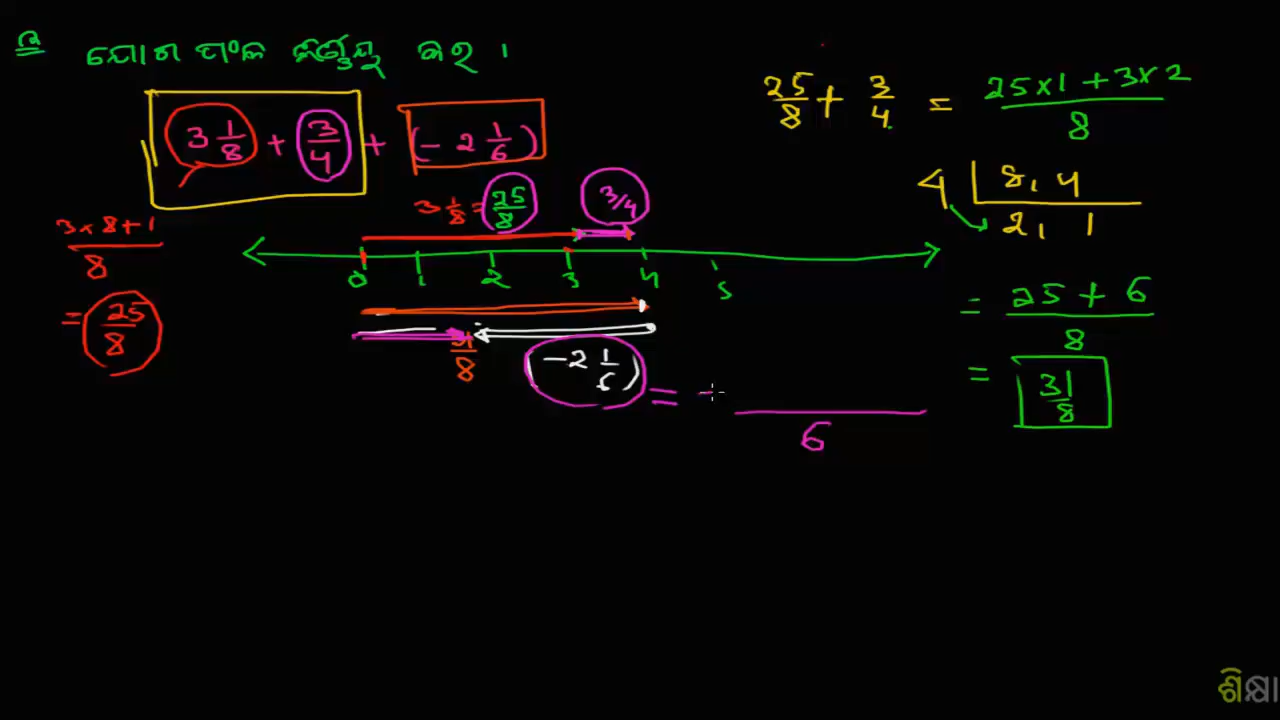 ଯୋଗ ଫଳ ନିର୍ଣ୍ଣୟ କର ।
3 1/8 + 3/4 + (- 2 1/6)
25/8 + 3/4 = (25×1 + 3×2)/8
4 | 8, 4
2, 1
= (25 + 6)/8
= 31/8
(3×8+1)/8
= 25/8
3 1/8 = 25/8 3/4
0 1 2 3 4 5
31/8 (-2 1/6) = - /6
ଶିକ୍ଷା